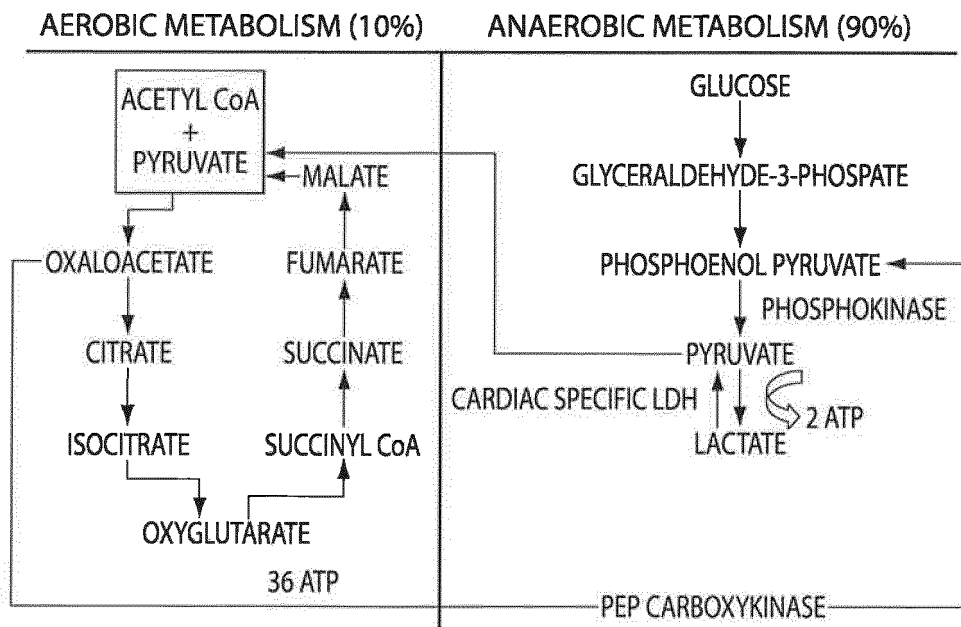 AEROBIC METABOLISM (10%)
ANAEROBIC METABOLISM (90%)
ACETYL CoA
+
PYRUVATE
MALATE
OXALOACETATE
FUMARATE
CITRATE
SUCCINATE
ISOCITRATE
SUCCINYL CoA
OXYGLUTARATE
36 ATP
GLUCOSE
GLYCERALDEHYDE-3-PHOSPATE
PHOSPHOENOL PYRUVATE
PHOSPHOKINASE
PYRUVATE
CARDIAC SPECIFIC LDH
2 ATP
LACTATE
PEP CARBOXYKINASE